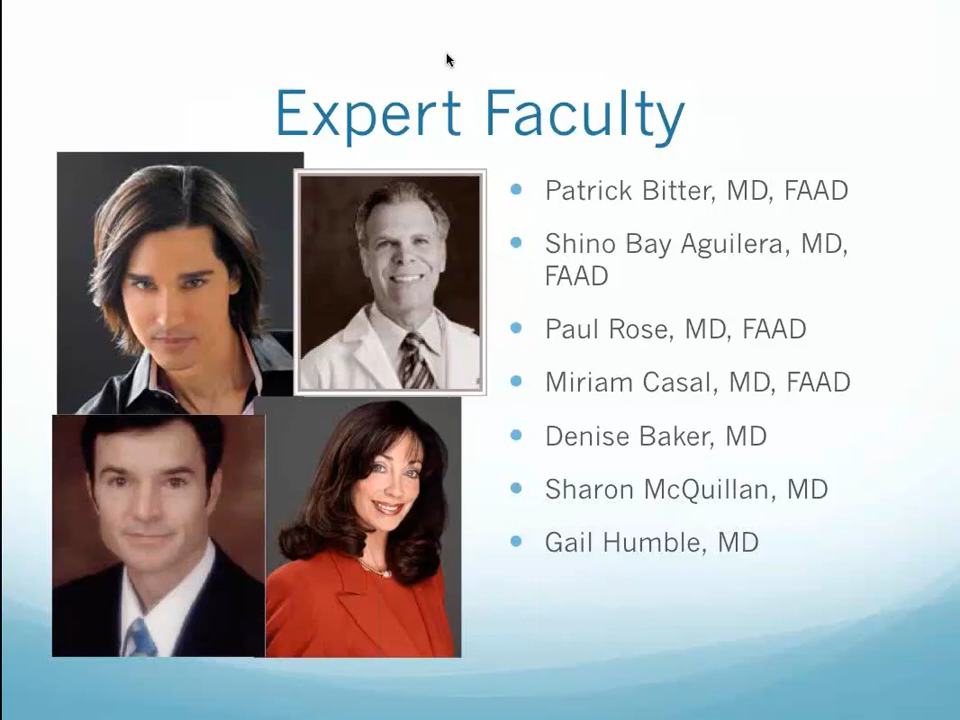 Expert Faculty
Patrick Bitter, MD, FAAD
Shino Bay Aguilera, MD,
FAAD
Paul Rose, MD, FAAD
Miriam Casal, MD, FAAD
Denise Baker, MD
Sharon McQuillan, MD
Gail Humble, MD